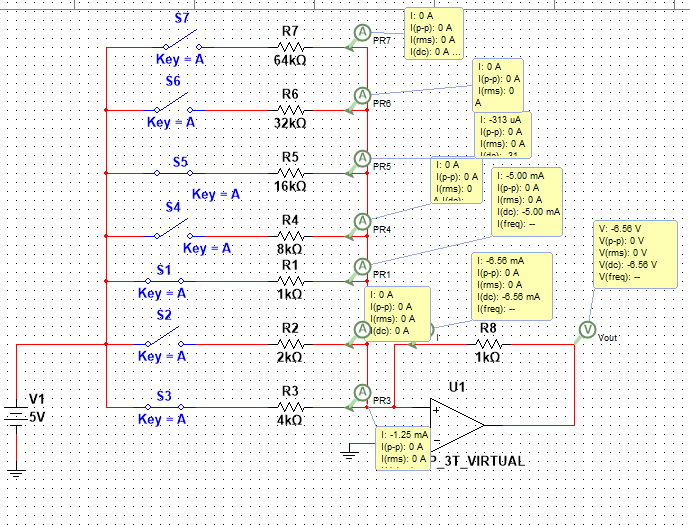 S7
R7
64kΩ
Key = A
PR7
I: 0 A
I(p-p): 0 A
I(rms): 0 A
I(dc): 0 A ...
S6
R6
32kΩ
Key = A
PR6
I: 0 A
I(p-p): 0 A
I(rms): 0
A
S5
R5
16kΩ
Key = A
PR5
I: -313 uA
I(p-p): 0 A
I(rms): 0 A
S4
R4
8kΩ
Key = A
PR4
I: 0 A
I(p-p): 0 A
I(rms): 0
S1
R1
1kΩ
Key = A
PR1
I: -5.00 mA
I(p-p): 0 A
I(rms): 0 A
I(dc): -5.00 mA
I(freq): --
S2
R2
2kΩ
Key = A
I: 0 A
I(p-p): 0 A
I(rms): 0 A
I(dc): 0 A
I: -6.56 mA
I(p-p): 0 A
I(rms): 0 A
I(dc): -6.56 mA
I(freq): --
R8
1kΩ
V: -6.56 V
V(p-p): 0 V
V(rms): 0 V
V(dc): -6.56 V
V(freq): --
V
Vout
S3
R3
4kΩ
Key = A
PR3
I: -1.25 mA
I(p-p): 0 A
I(rms): 0 A
V1
5V
U1
P_3T_VIRTUAL